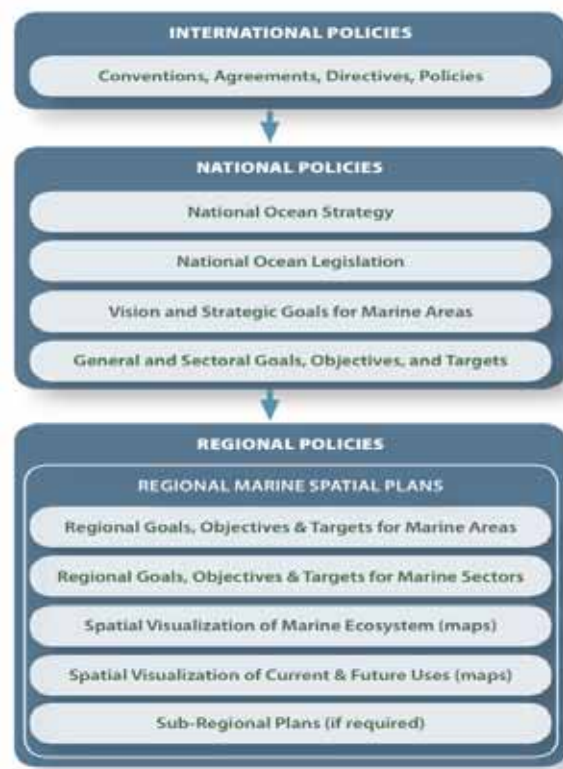 INTERNATIONAL POLICIES
Conventions, Agreements, Directives, Policies
NATIONAL POLICIES
National Ocean Strategy
National Ocean Legislation
Vision and Strategic Goals for Marine Areas
General and Sectoral Goals, Objectives, and Targets
REGIONAL POLICIES
REGIONAL MARINE SPATIAL PLANS
Regional Goals, Objectives & Targets for Marine Areas
Regional Goals, Objectives & Targets for Marine Sectors
Spatial Visualization of Marine Ecosystem (maps)
Spatial Visualization of Current & Future Uses (maps)
Sub-Regional Plans (if required)